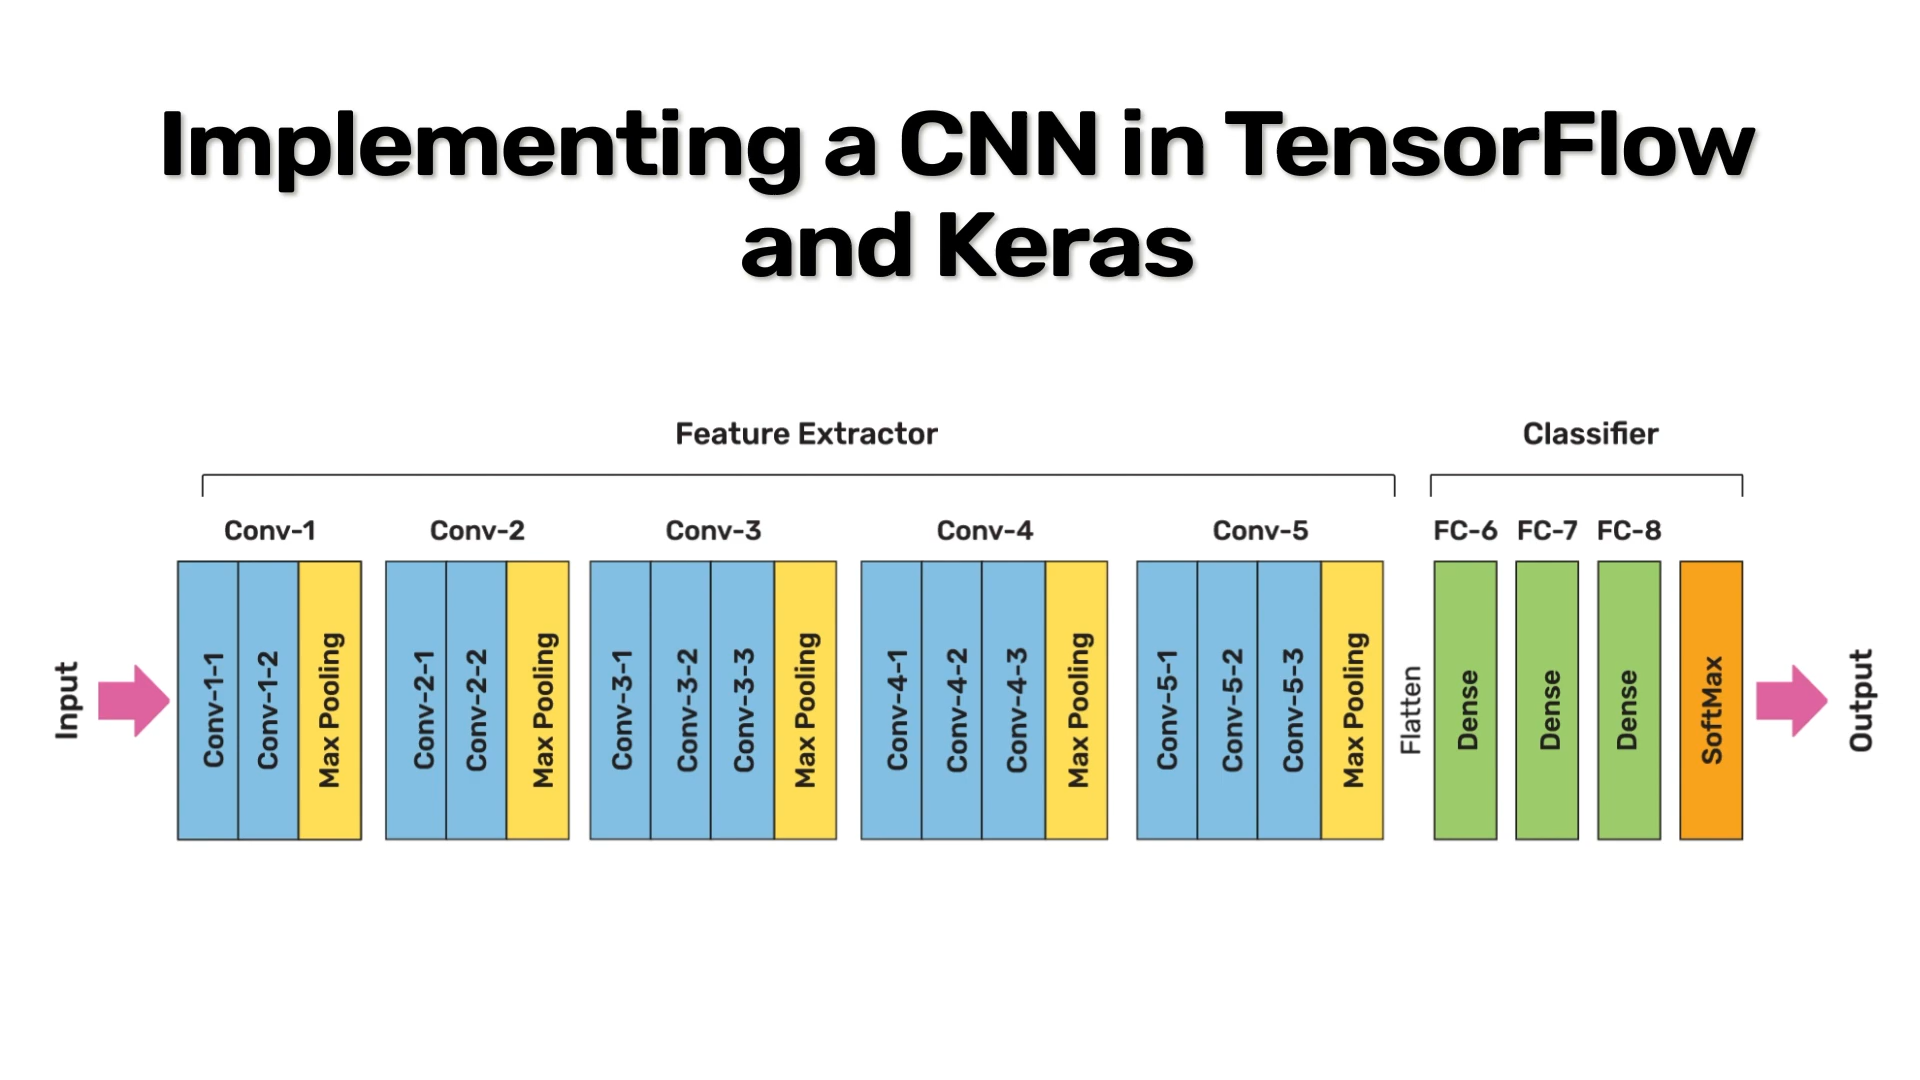 Implementing a CNN in TensorFlow
and Keras
Feature Extractor
Classifier
Conv-1
Conv-2
Conv-3
Conv-4
Conv-5
FC-6
FC-7
FC-8
Input
Conv-1-1
Conv-1-2
Max Pooling
Conv-2-1
Conv-2-2
Max Pooling
Conv-3-1
Conv-3-2
Conv-3-3
Max Pooling
Conv-4-1
Conv-4-2
Conv-4-3
Max Pooling
Conv-5-1
Conv-5-2
Conv-5-3
Max Pooling
Flatten
Dense
Dense
Dense
SoftMax
Output